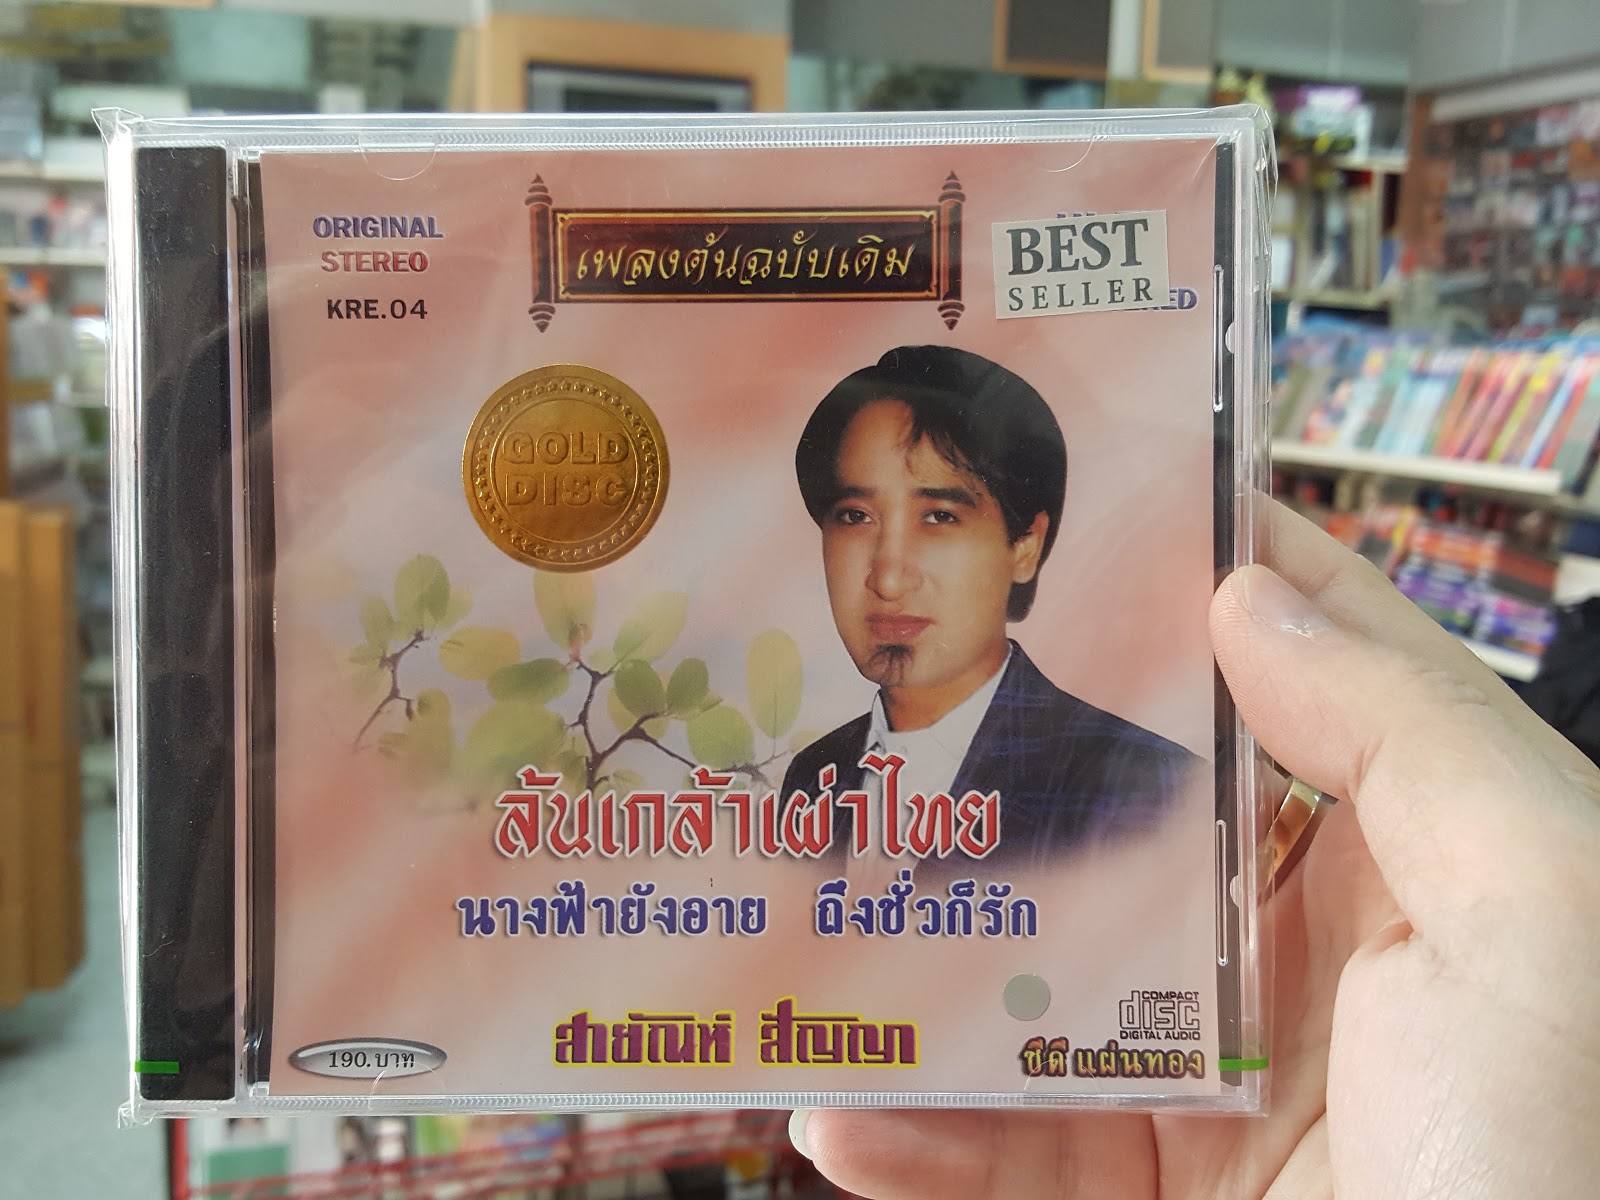 เพลงต้นฉบับเดิม
ORIGINAL
STEREO
KRE.04
BEST
SELLER
GOLD
DISC
ล้นเกล้าเผ่าไทย
นางฟ้ายังอาย ถึงชั่วก็รัก
สายัณห์ สัญญา
190.บาท
COMPACT
disc
DIGITAL AUDIO
ซีดี แผ่นทอง